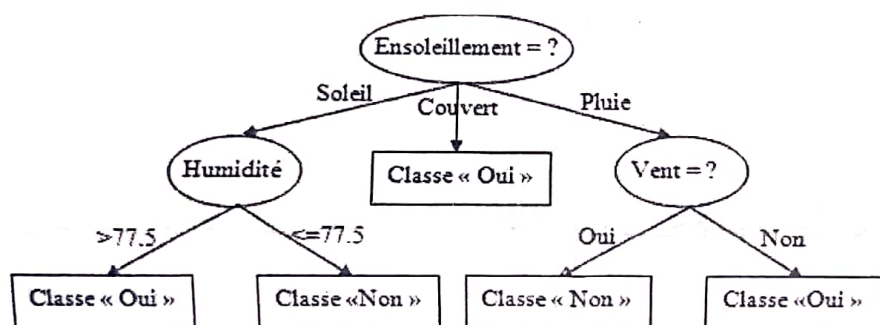 Ensoleillement = ?
Soleil
Couvert
Pluie
Humidité
Classe « Oui »
Vent = ?
>77.5
<=77.5
Oui
Non
Classe « Oui »
Classe «Non »
Classe « Non »
Classe «Oui »